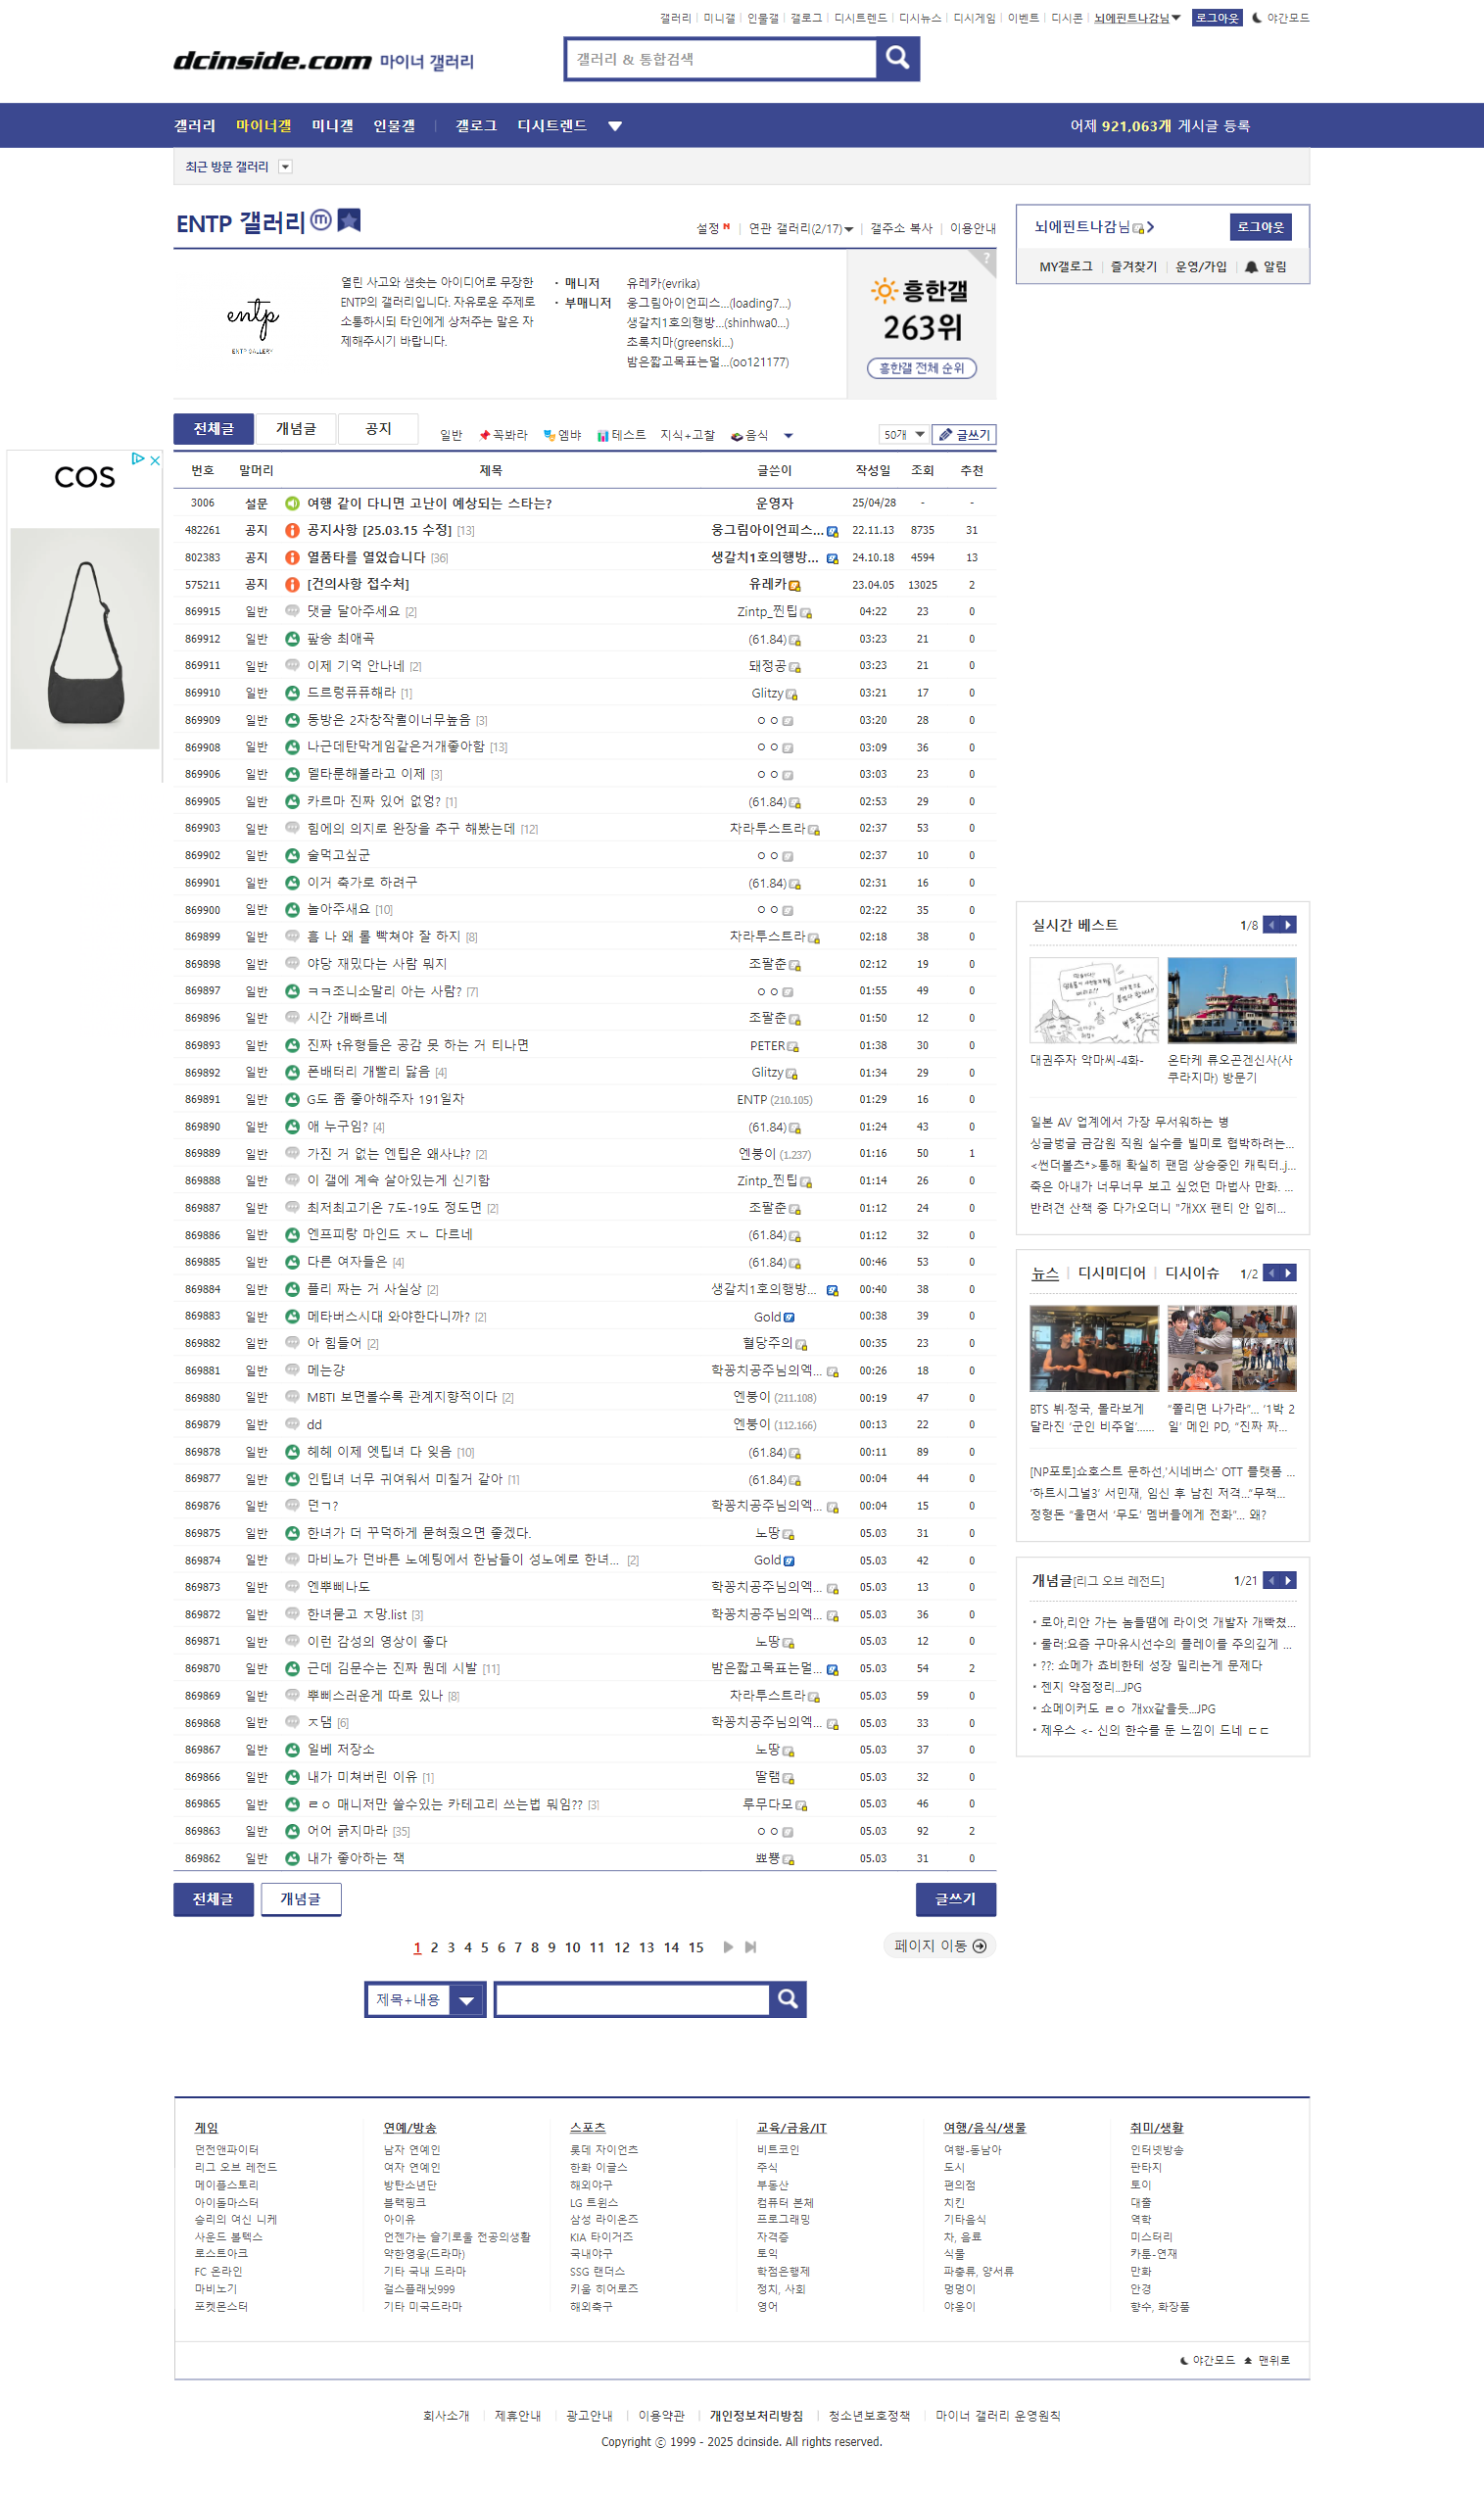 갤러리 | 미니갤 | 인물갤 | 갤로그 | 디시트렌드 | 디시뉴스 | 디시게임 | 이벤트 | 디시콘 | 뇌에핀트나감님 로그아웃 야간모드
dcinside.com 마이너 갤러리
갤러리 & 통합검색
갤러리 마이너갤 미니갤 인물갤 | 갤로그 디시트렌드
어제 921,063개 게시글 등록
최근 방문 갤러리
ENTP 갤러리 ⓜ
설정 N | 연관 갤러리(2/17) | 갤주소 복사 | 이용안내
entp
ENTP GALLERY
열린 사고와 샘솟는 아이디어로 무장한
ENTP의 갤러리입니다. 자유로운 주제로
소통하시되 타인에게 상처주는 말은 자
제해주시기 바랍니다.
· 매니저 유레카(evrika)
· 부매니저 웅그림아이언피스...(loading7...)
생갈치1호의행방...(shinhwa0...)
초록치마(greenski...)
밤은짧고목표는멀...(oo121177)
?
흥한갤
263위
흥한갤 전체 순위
뇌에핀트나감님
로그아웃
MY갤로그 | 즐겨찾기 | 운영/가입 | 알림
전체글 개념글 공지 일반 꼭봐라 엠뱌 테스트 지식+고찰 음식 50개 글쓰기
COS
번호 말머리 제목 글쓴이 작성일 조회 추천
3006 설문 여행 같이 다니면 고난이 예상되는 스타는? 운영자 25/04/28 - -
482261 공지 공지사항 [25.03.15 수정] [13] 웅그림아이언피스... 22.11.13 8735 31
802383 공지 열품타를 열었습니다 [36] 생갈치1호의행방... 24.10.18 4594 13
575211 공지 [건의사항 접수처] 유레카 23.04.05 13025 2
869915 일반 댓글 달아주세요 [2] Zintp_찐팁 04:22 23 0
869912 일반 팦송 최애곡 (61.84) 03:23 21 0
869911 일반 이제 기억 안나네 [2] 돼정공 03:23 21 0
869910 일반 드르렁퓨퓨해라 [1] Glitzy 03:21 17 0
869909 일반 동방은 2차창작퀄이너무높음 [3] ㅇㅇ 03:20 28 0
869908 일반 나근데탄막게임같은거개좋아함 [13] ㅇㅇ 03:09 36 0
869906 일반 델타룬해볼라고 이제 [3] ㅇㅇ 03:03 23 0
869905 일반 카르마 진짜 있어 없엉? [1] (61.84) 02:53 29 0
869903 일반 힘에의 의지로 완장을 추구 해봤는데 [12] 차라투스트라 02:37 53 0
869902 일반 술먹고싶군 ㅇㅇ 02:37 10 0
869901 일반 이거 축가로 하려구 (61.84) 02:31 16 0
869900 일반 놀아주새요 [10] ㅇㅇ 02:22 35 0
869899 일반 흠 나 왜 롤 빡쳐야 잘 하지 [8] 차라투스트라 02:18 38 0
869898 일반 야당 재밌다는 사람 뭐지 조팔춘 02:12 19 0
869897 일반 ㅋㅋ조니소말리 아는 사람? [7] ㅇㅇ 01:55 49 0
869896 일반 시간 개빠르네 조팔춘 01:50 12 0
869893 일반 진짜 t유형들은 공감 못 하는 거 티나면 PETER 01:38 30 0
869892 일반 폰배터리 개빨리 닳음 [4] Glitzy 01:34 29 0
869891 일반 G도 좀 좋아해주자 191일자 ENTP (210.105) 01:29 16 0
869890 일반 얘 누구임? [4] (61.84) 01:24 43 0
869889 일반 가진 거 없는 엔팁은 왜사냐? [2] 엔붕이 (1.237) 01:16 50 1
869888 일반 이 갤에 계속 살아있는게 신기함 Zintp_찐팁 01:14 26 0
869887 일반 최저최고기온 7도-19도 정도면 [2] 조팔춘 01:12 24 0
869886 일반 엔프피랑 마인드 ㅈㄴ 다르네 (61.84) 01:12 32 0
869885 일반 다른 여자들은 [4] (61.84) 00:46 53 0
869884 일반 플리 짜는 거 사실상 [2] 생갈치1호의행방... 00:40 38 0
869883 일반 메타버스시대 와야한다니까? [2] Gold 00:38 39 0
869882 일반 아 힘들어 [2] 혈당주의 00:35 23 0
869881 일반 메는걍 학꽁치공주님의엑... 00:26 18 0
869880 일반 MBTI 보면볼수록 관계지향적이다 [2] 엔붕이 (211.108) 00:19 47 0
869879 일반 dd 엔붕이 (112.166) 00:13 22 0
869878 일반 헤헤 이제 엣팁녀 다 잊음 [10] (61.84) 00:11 89 0
869877 일반 인팁녀 너무 귀여워서 미칠거 같아 [1] (61.84) 00:04 44 0
869876 일반 던ㄱ? 학꽁치공주님의엑... 00:04 15 0
869875 일반 한녀가 더 꾸덕하게 묻혀줬으면 좋겠다. 노땅 05.03 31 0
869874 일반 마비노가 던바튼 노예팅에서 한남들이 성노예로 한녀... [2] Gold 05.03 42 0
869873 일반 엔뿌삐나도 학꽁치공주님의엑... 05.03 13 0
869872 일반 한녀묻고 ㅈ망.list [3] 학꽁치공주님의엑... 05.03 36 0
869871 일반 이런 감성의 영상이 좋다 노땅 05.03 12 0
869870 일반 근데 김문수는 진짜 뭔데 시발 [11] 밤은짧고목표는멀... 05.03 54 2
869869 일반 뿌삐스러운게 따로 있나 [8] 차라투스트라 05.03 59 0
869868 일반 ㅈ댐 [6] 학꽁치공주님의엑... 05.03 33 0
869867 일반 일베 저장소 노땅 05.03 37 0
869866 일반 내가 미쳐버린 이유 [1] 딸램 05.03 32 0
869865 일반 ㄹㅇ 매니저만 쓸수있는 카테고리 쓰는법 뭐임?? [3] 루무다모 05.03 46 0
869863 일반 어어 긁지마라 [35] ㅇㅇ 05.03 92 2
869862 일반 내가 좋아하는 책 뾰뿅 05.03 31 0
실시간 베스트 1/8
대권주자 악마씨-4화-
온타케 류오곤겐신사(사
쿠라지마) 방문기
일본 AV 업계에서 가장 무서워하는 병
싱글벙글 금감원 직원 실수를 빌미로 협박하려는...
<썬더볼츠*>통해 확실히 팬덤 상승중인 캐릭터..j...
죽은 아내가 너무너무 보고 싶었던 마법사 만화. ...
반려견 산책 중 다가오더니 "개XX 팬티 안 입히...
뉴스 | 디시미디어 | 디시이슈 1/2
BTS 뷔·정국, 몰라보게
달라진 ‘군인 비주얼’......
“쫄리면 나가라”... ‘1박 2
일’ 메인 PD, “진짜 짜...
[NP포토]쇼호스트 문하선,'시네버스' OTT 플랫폼 ...
'하트시그널3' 서민재, 임신 후 남친 저격...“무책...
정형돈 “울면서 ‘무도’ 멤버들에게 전화”... 왜?
개념글[리그 오브 레전드] 1/21
· 로아,리안 가는 놈들땜에 라이엇 개발자 개빡쳤...
· 룰러:요즘 구마유시선수의 플레이를 주의깊게 ...
· ??: 쇼메가 쵸비한테 성장 밀리는게 문제다
· 젠지 약점정리...JPG
· 쇼메이커도 ㄹㅇ 개xx같을듯...JPG
· 제우스 <- 신의 한수를 둔 느낌이 드네 ㄷㄷ
전체글 개념글 글쓰기
1 2 3 4 5 6 7 8 9 10 11 12 13 14 15
페이지 이동
제목+내용
게임
던전앤파이터
리그 오브 레전드
메이플스토리
아이돌마스터
승리의 여신 니케
사운드 볼텍스
로스트아크
FC 온라인
마비노기
포켓몬스터
연예/방송
남자 연예인
여자 연예인
방탄소년단
블랙핑크
아이유
언젠가는 슬기로울 전공의생활
약한영웅(드라마)
기타 국내 드라마
걸스플래닛999
기타 미국드라마
스포츠
롯데 자이언츠
한화 이글스
해외야구
LG 트윈스
삼성 라이온즈
KIA 타이거즈
국내야구
SSG 랜더스
키움 히어로즈
해외축구
교육/금융/IT
비트코인
주식
부동산
컴퓨터 본체
프로그래밍
자격증
토익
학점은행제
정치, 사회
영어
여행/음식/생물
여행-동남아
도시
편의점
치킨
기타음식
차, 음료
식물
파충류, 양서류
멍멍이
야옹이
취미/생활
인터넷방송
판타지
토이
대출
역학
미스터리
카툰-연재
만화
안경
향수, 화장품
야간모드 맨위로
회사소개 | 제휴안내 | 광고안내 | 이용약관 | 개인정보처리방침 | 청소년보호정책 | 마이너 갤러리 운영원칙
Copyright ⓒ 1999 - 2025 dcinside. All rights reserved.